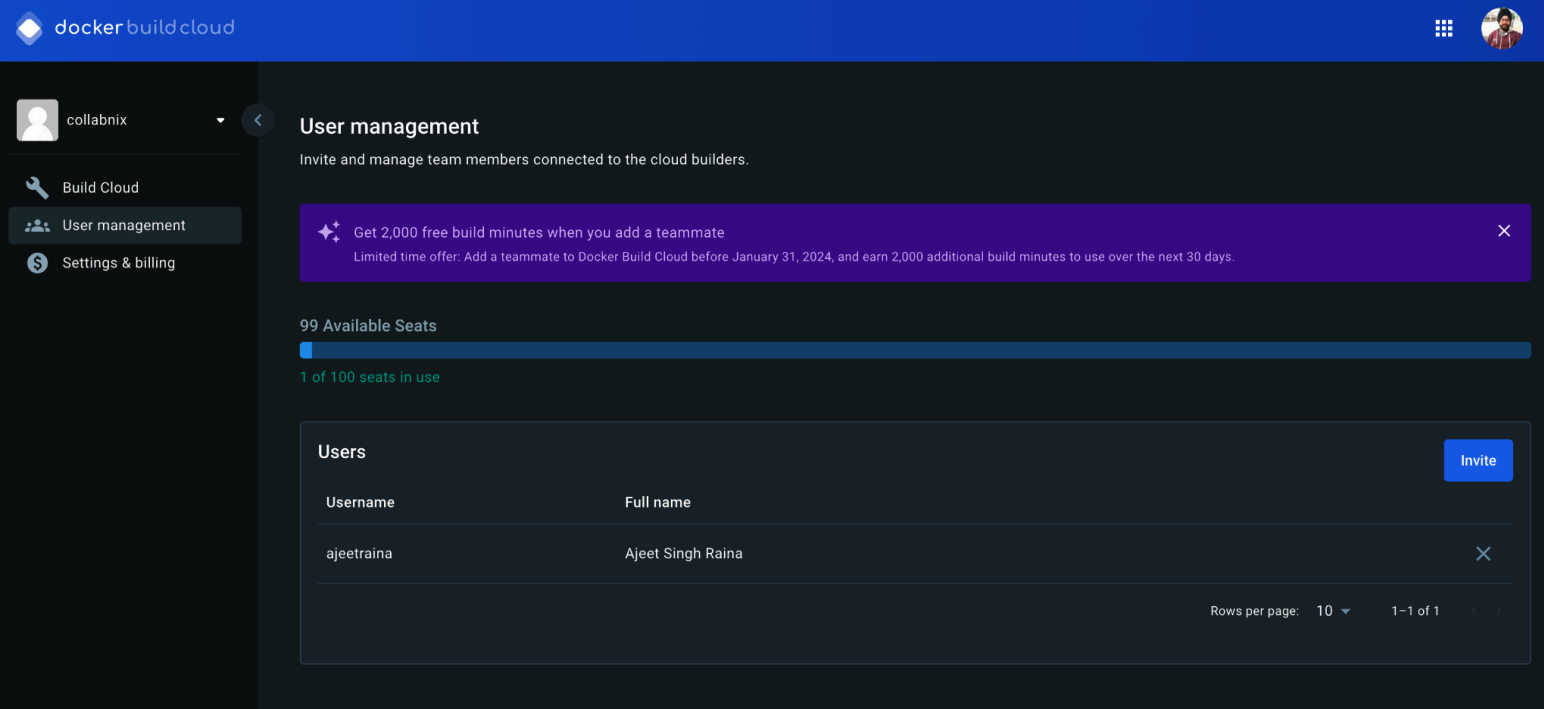 docker build cloud
collabnix
Build Cloud
User management
Settings & billing
User management
Invite and manage team members connected to the cloud builders.
Get 2,000 free build minutes when you add a teammate
Limited time offer: Add a teammate to Docker Build Cloud before January 31, 2024, and earn 2,000 additional build minutes to use over the next 30 days.
99 Available Seats
1 of 100 seats in use
Users
Invite
Username Full name
ajeetraina Ajeet Singh Raina
Rows per page: 10 1–1 of 1